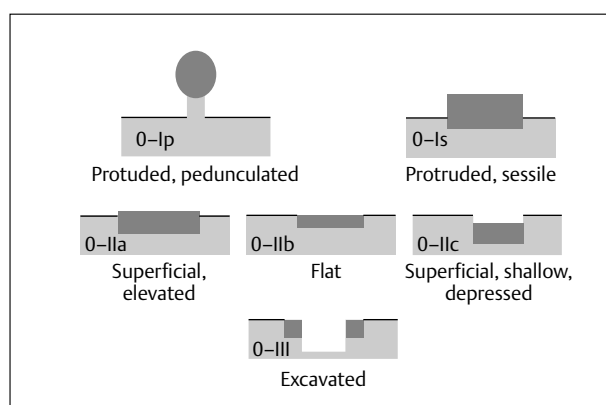 0–Ip
Protuded, pedunculated
0–Is
Protruded, sessile
0–IIa
Superficial,
elevated
0–IIb
Flat
0–IIc
Superficial, shallow,
depressed
0–III
Excavated